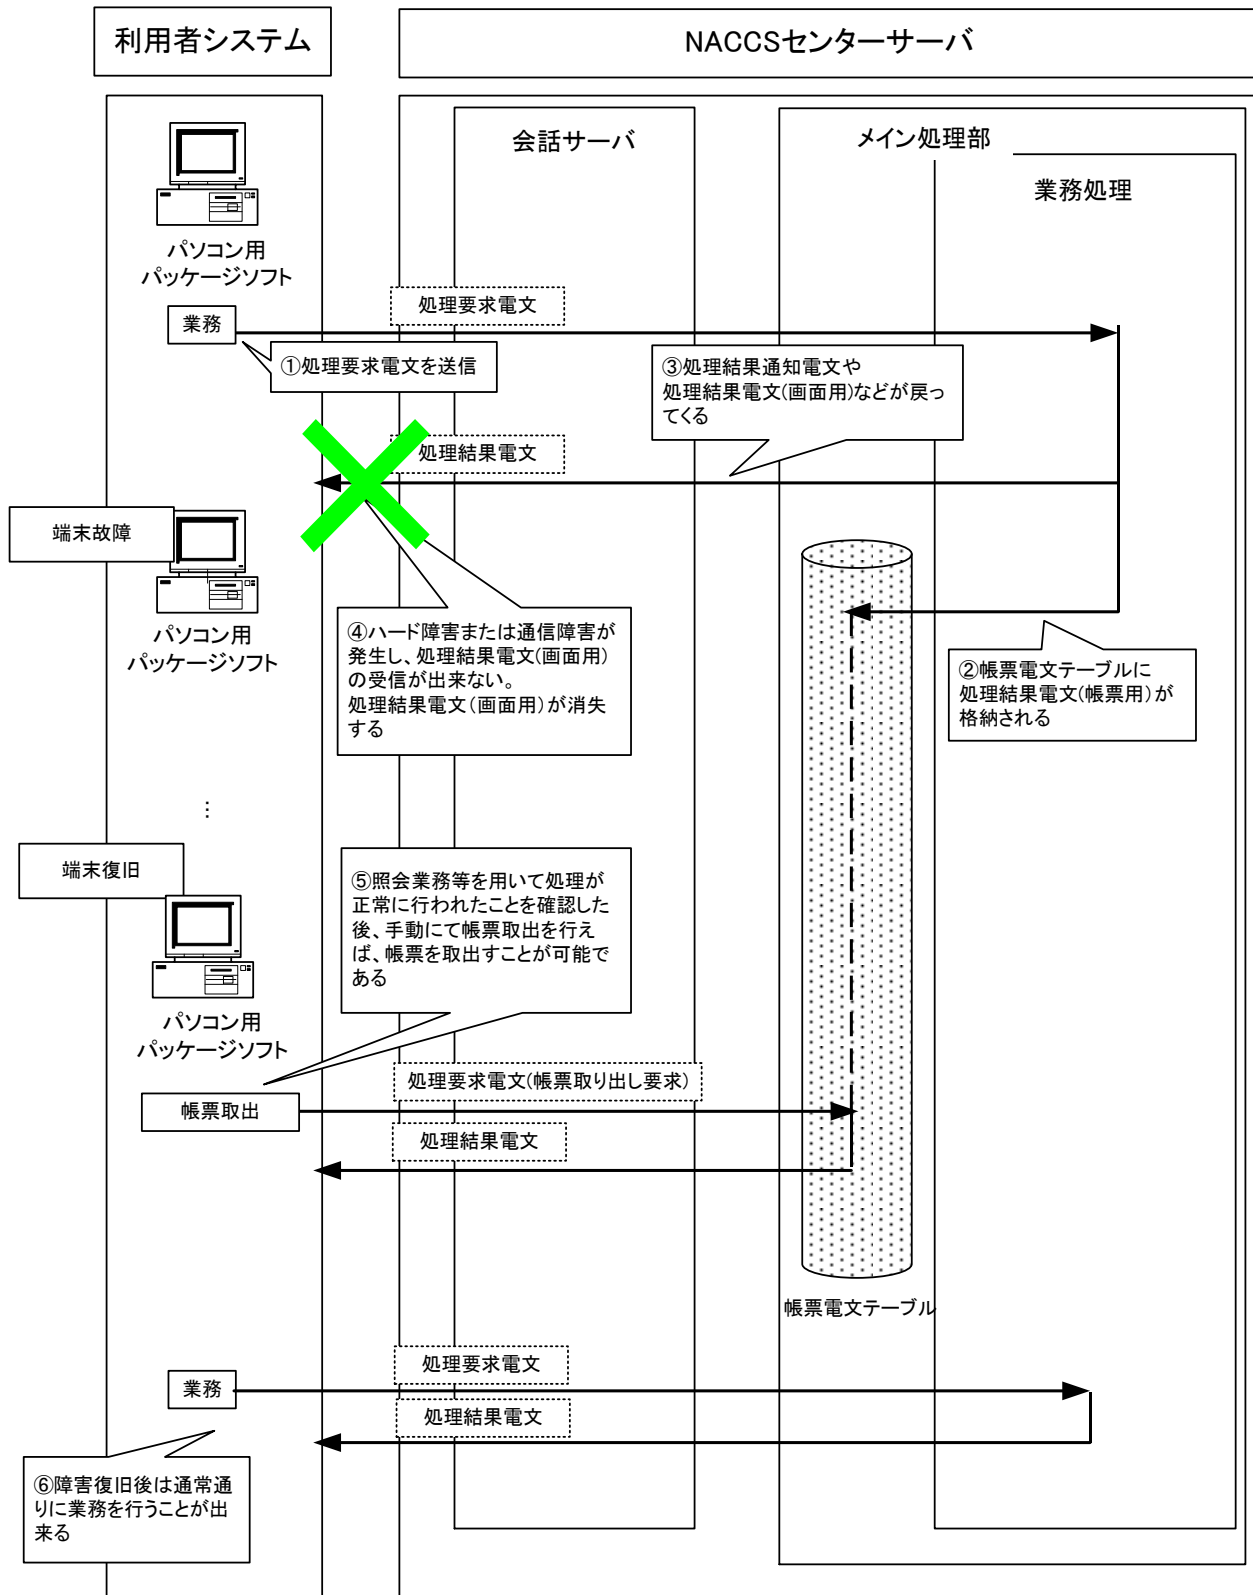 利用者システム
NACCSセンターサーバ
会話サーバ
メイン処理部
業務処理
パソコン用
パッケージソフト
処理要求電文
業務
①処理要求電文を送信
③処理結果通知電文や
処理結果電文(画面用)などが戻っ
てくる
処理結果電文
端末故障
パソコン用
パッケージソフト
④ハード障害または通信障害が
発生し、処理結果電文(画面用)
の受信が出来ない。
処理結果電文(画面用)が消失
する
②帳票電文テーブルに
処理結果電文(帳票用)が
格納される
…
端末復旧
⑤照会業務等を用いて処理が
正常に行われたことを確認した
後、手動にて帳票取出を行え
ば、帳票を取出すことが可能で
ある
パソコン用
パッケージソフト
処理要求電文(帳票取り出し要求)
帳票取出
処理結果電文
帳票電文テーブル
処理要求電文
業務
処理結果電文
⑥障害復旧後は通常通
りに業務を行うことが出
来る